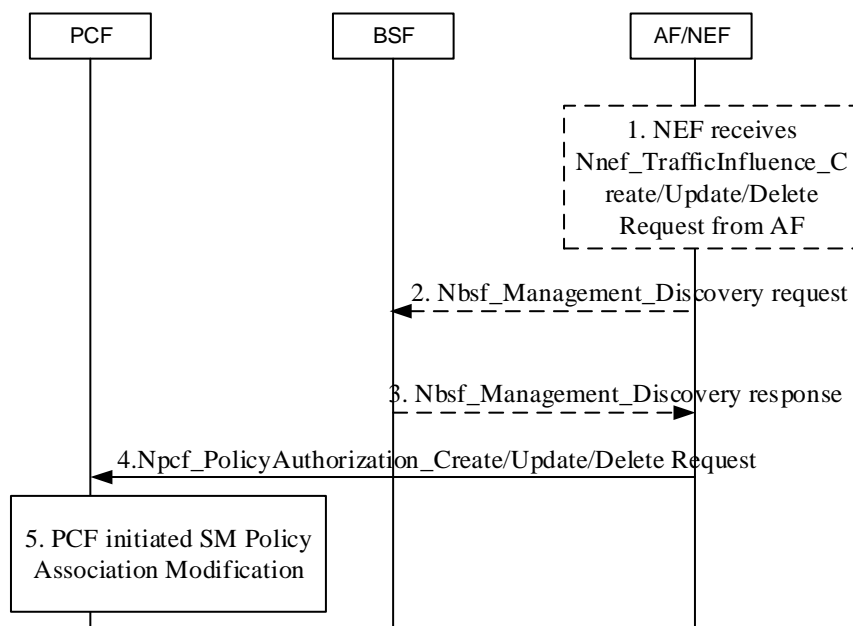 PCF
BSF
AF/NEF
1. NEF receives
Nnef_TrafficInfluence_C
reate/Update/Delete
Request from AF
2. Nbsf_Management_Discovery request
3. Nbsf_Management_Discovery response
4.Npcf_PolicyAuthorization_Create/Update/Delete Request
5. PCF initiated SM Policy
Association Modification